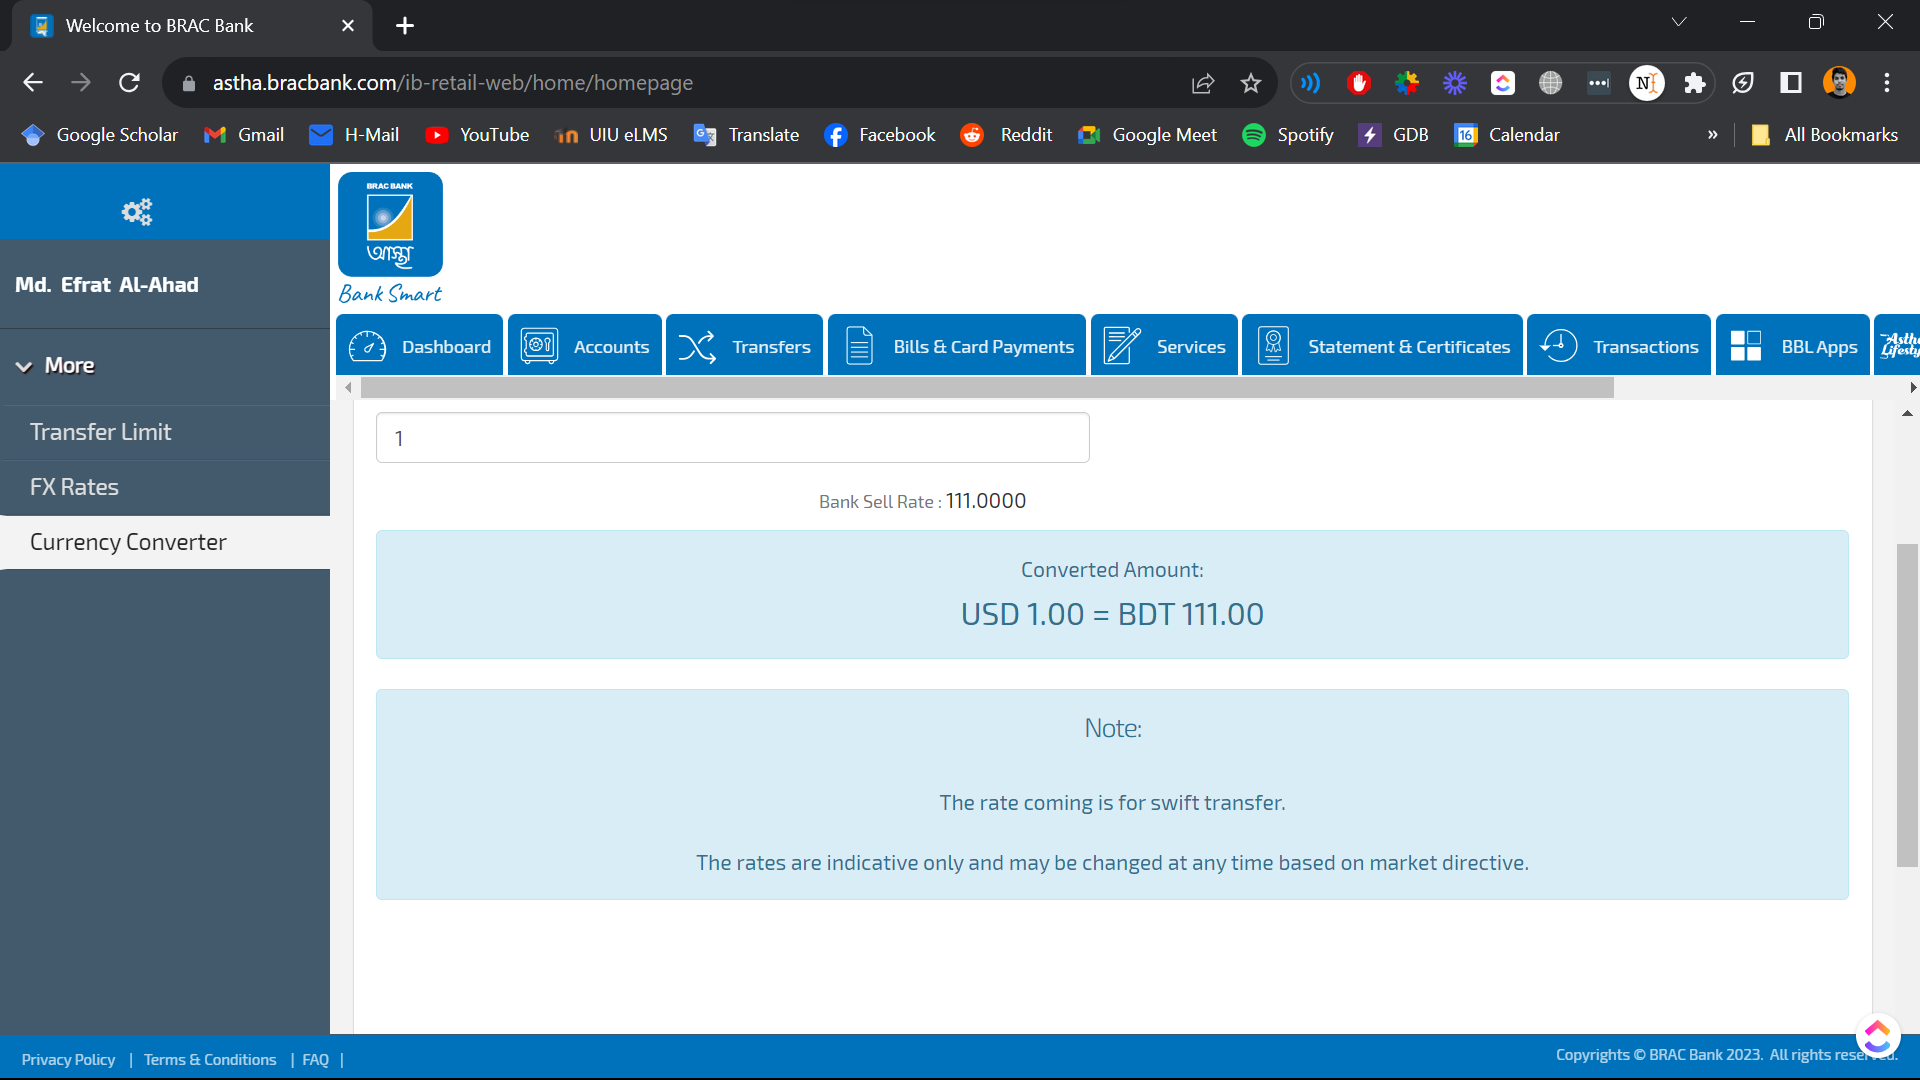 Welcome to BRAC Bank
astha.bracbank.com/ib-retail-web/home/homepage
Google Scholar Gmail H-Mail YouTube UIU eLMS Translate Facebook Reddit Google Meet Spotify GDB 16 Calendar » All Bookmarks
BRAC BANK
আস্থা
Bank Smart
Md. Efrat Al-Ahad
Dashboard Accounts Transfers Bills & Card Payments Services Statement & Certificates Transactions BBL Apps
More
Transfer Limit
FX Rates
Currency Converter
1
Bank Sell Rate : 111.0000
Converted Amount:
USD 1.00 = BDT 111.00
Note:
The rate coming is for swift transfer.
The rates are indicative only and may be changed at any time based on market directive.
Privacy Policy | Terms & Conditions | FAQ |
Copyrights © BRAC Bank 2023. All rights